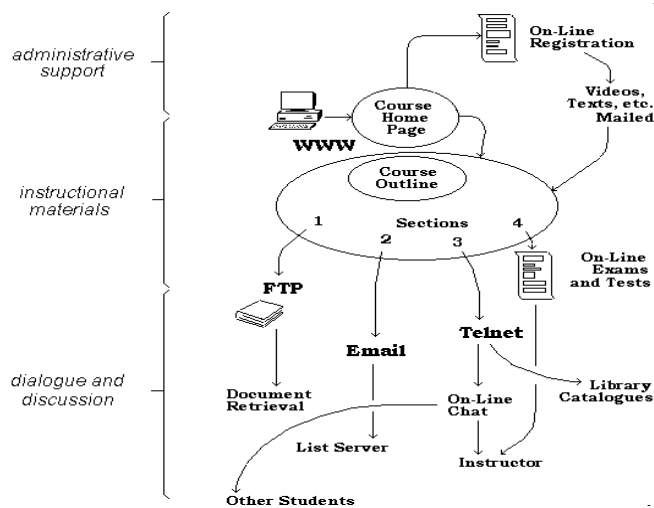 administrative
support
On-Line
Registration
Videos,
Texts, etc.
Mailed
Course
Home
Page
WWW
instructional
materials
Course
Outline
Sections
1
2
3
4
On-Line
Exams
and Tests
FTP
Email
Telnet
dialogue and
discussion
Document
Retrieval
On-Line
Chat
Library
Catalogues
List Server
Instructor
Other Students